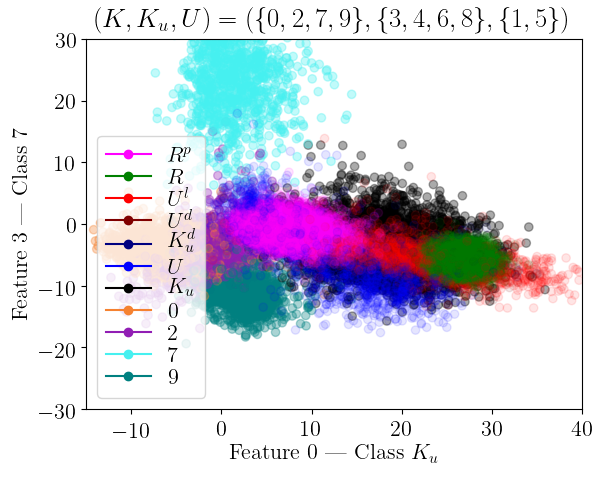 (K, K_u, U) = ({0, 2, 7, 9}, {3, 4, 6, 8}, {1, 5})
30
20
10
0
−10
−20
−30
Feature 3 — Class 7
R^p
R
U^l
U^d
K_u^d
U
K_u
0
2
7
9
−10 0 10 20 30 40
Feature 0 — Class K_u